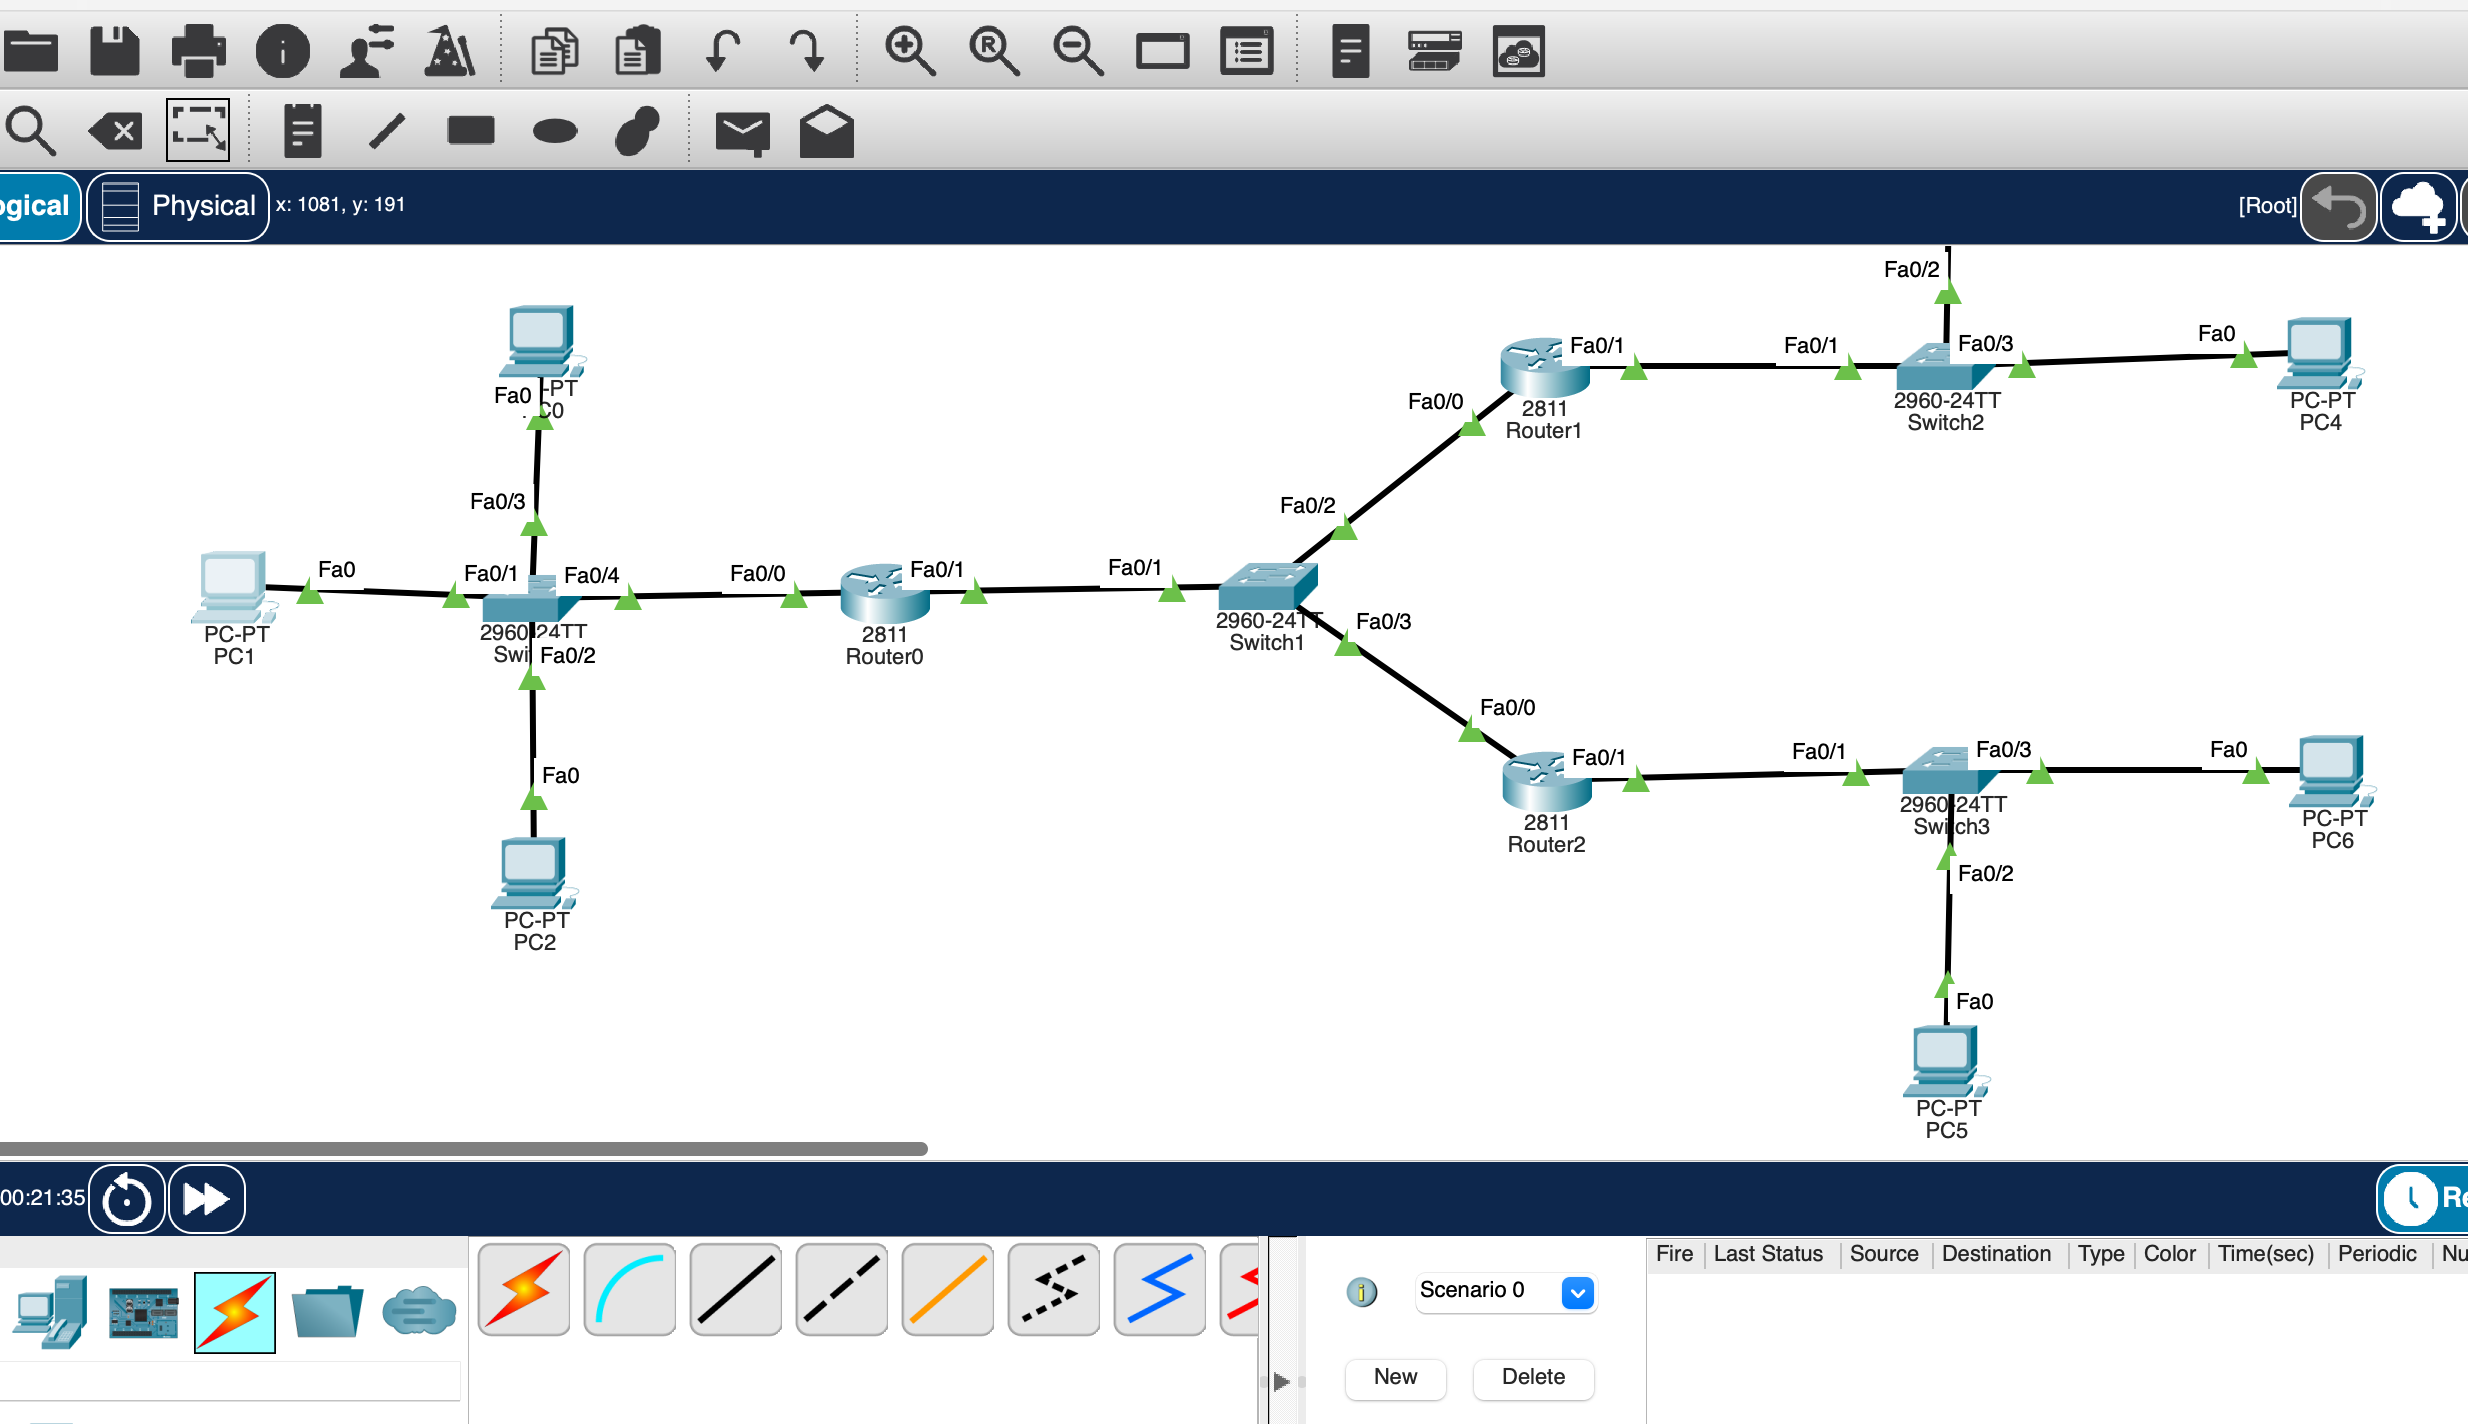 ogical
Physical
x: 1081, y: 191
[Root]
Fa0/2
Fa0/1
Fa0/1
Fa0/3
Fa0
2811
Router1
2960-24TT
Switch2
PC-PT
PC4
Fa0
-PT
C0
Fa0/0
Fa0/3
Fa0/2
Fa0
Fa0/1
Fa0/4
Fa0/0
Fa0/1
Fa0/1
PC-PT
PC1
2960-24TT
Swi
Fa0/2
2811
Router0
2960-24TT
Switch1
Fa0/3
Fa0/0
Fa0
Fa0/1
Fa0/1
Fa0/3
Fa0
2811
Router2
2960-24TT
Switch3
PC-PT
PC6
Fa0/2
PC-PT
PC2
Fa0
PC-PT
PC5
00:21:35
Re
Fire Last Status Source Destination Type Color Time(sec) Periodic Nu
Scenario 0
New
Delete